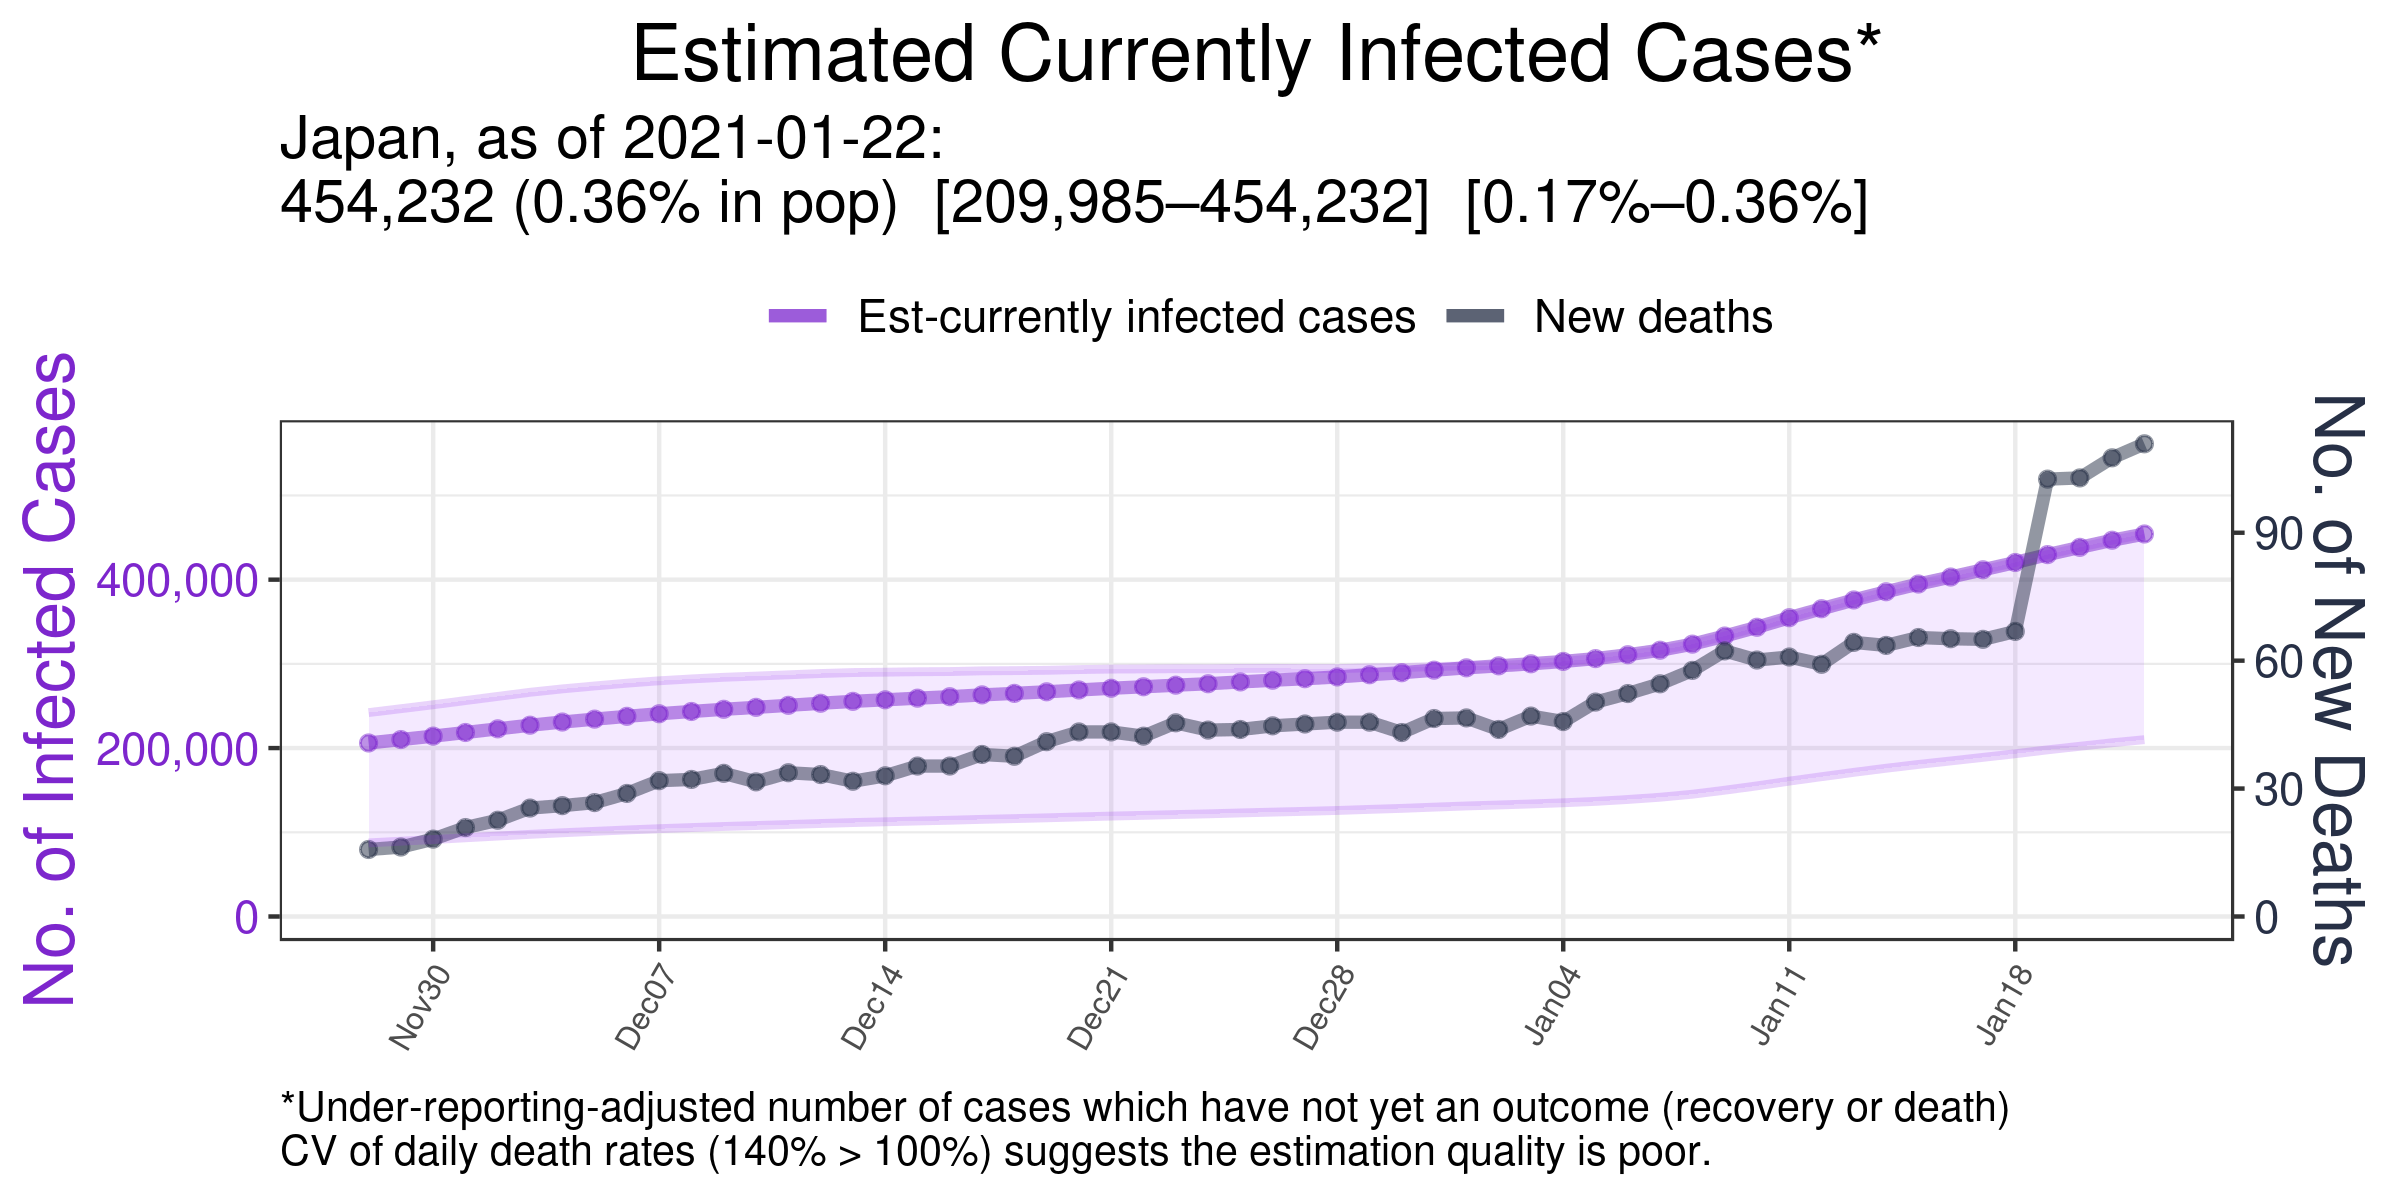 Estimated Currently Infected Cases*
Japan, as of 2021-01-22:
454,232 (0.36% in pop)  [209,985–454,232]  [0.17%–0.36%]
Est-currently infected cases
New deaths
No. of Infected Cases
400,000
200,000
0
90
60
30
0
No. of New Deaths
Nov30
Dec07
Dec14
Dec21
Dec28
Jan04
Jan11
Jan18
*Under-reporting-adjusted number of cases which have not yet an outcome (recovery or death)
CV of daily death rates (140% > 100%) suggests the estimation quality is poor.